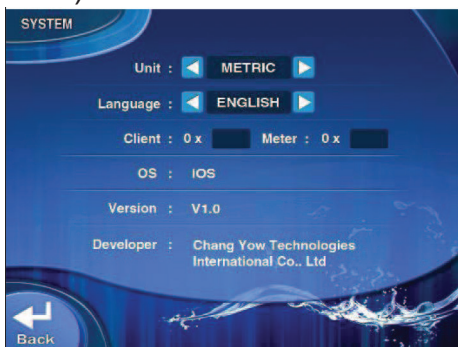 SYSTEM
Unit : METRIC
Language : ENGLISH
Client : 0 x Meter : 0 x
OS : IOS
Version : V1.0
Developer : Chang Yow Technologies
International Co.. Ltd
Back